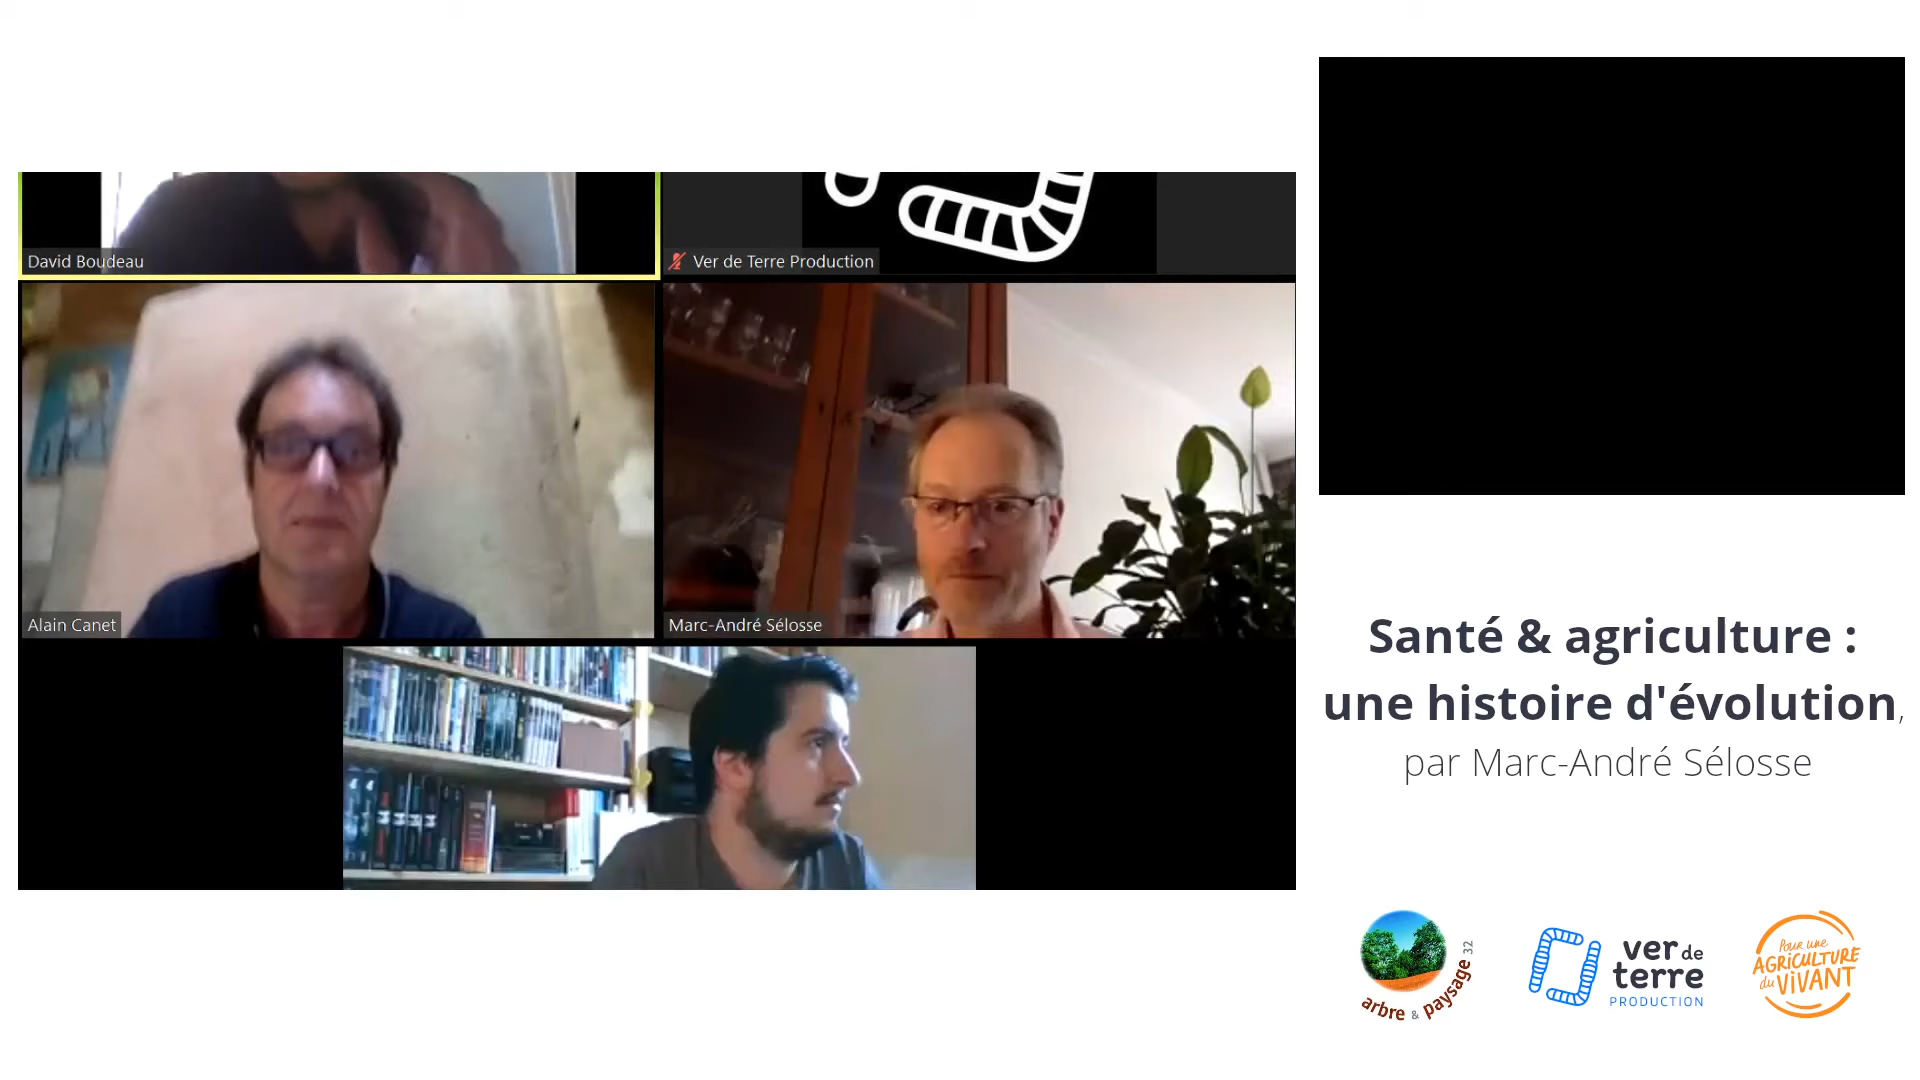 David Boudeau
Ver de Terre Production
Alain Canet
Marc-André Sélosse
Santé & agriculture :
une histoire d'évolution,
par Marc-André Sélosse
arbre & paysage 32
ver de
terre
PRODUCTION
Pour une
AGRICULTURE
du VIVANT